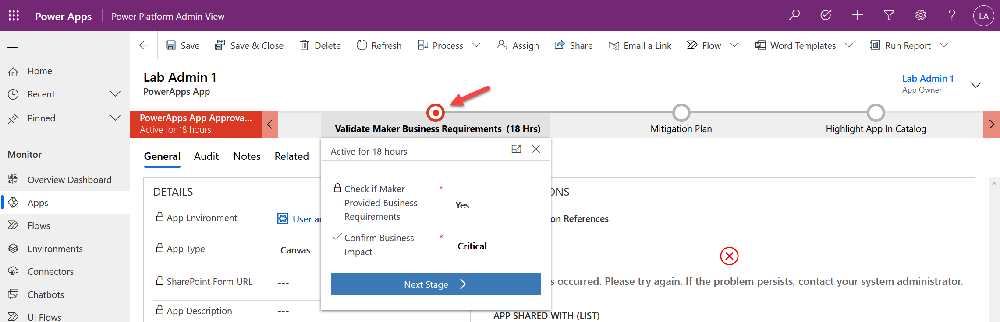 Power Apps
Power Platform Admin View
LA
Save
Save & Close
Delete
Refresh
Process
Assign
Share
Email a Link
Flow
Word Templates
Run Report
Home
Recent
Pinned
Monitor
Overview Dashboard
Apps
Flows
Environments
Connectors
Chatbots
UI Flows
Lab Admin 1
PowerApps App
Lab Admin 1
App Owner
PowerApps App Approva...
Active for 18 hours
Validate Maker Business Requirements (18 Hrs)
Mitigation Plan
Highlight App In Catalog
General
Audit
Notes
Related
Active for 18 hours
Check if Maker
Provided Business
Requirements
*
Yes
Confirm Business
Impact
*
Critical
Next Stage
DETAILS
App Environment
User
App Type
Canvas
SharePoint Form URL
---
App Description
---
ONS
on References
s occurred. Please try again. If the problem persists, contact your system administrator.
APP SHARED WITH (LIST)